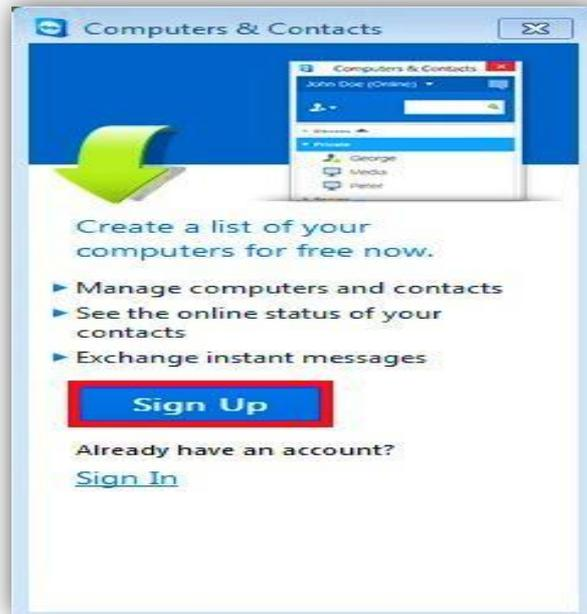 Computers & Contacts
Computers & Contacts
John Doe (Online)
Private
George
Media
Peter
Create a list of your
computers for free now.
Manage computers and contacts
See the online status of your
contacts
Exchange instant messages
Sign Up
Already have an account?
Sign In